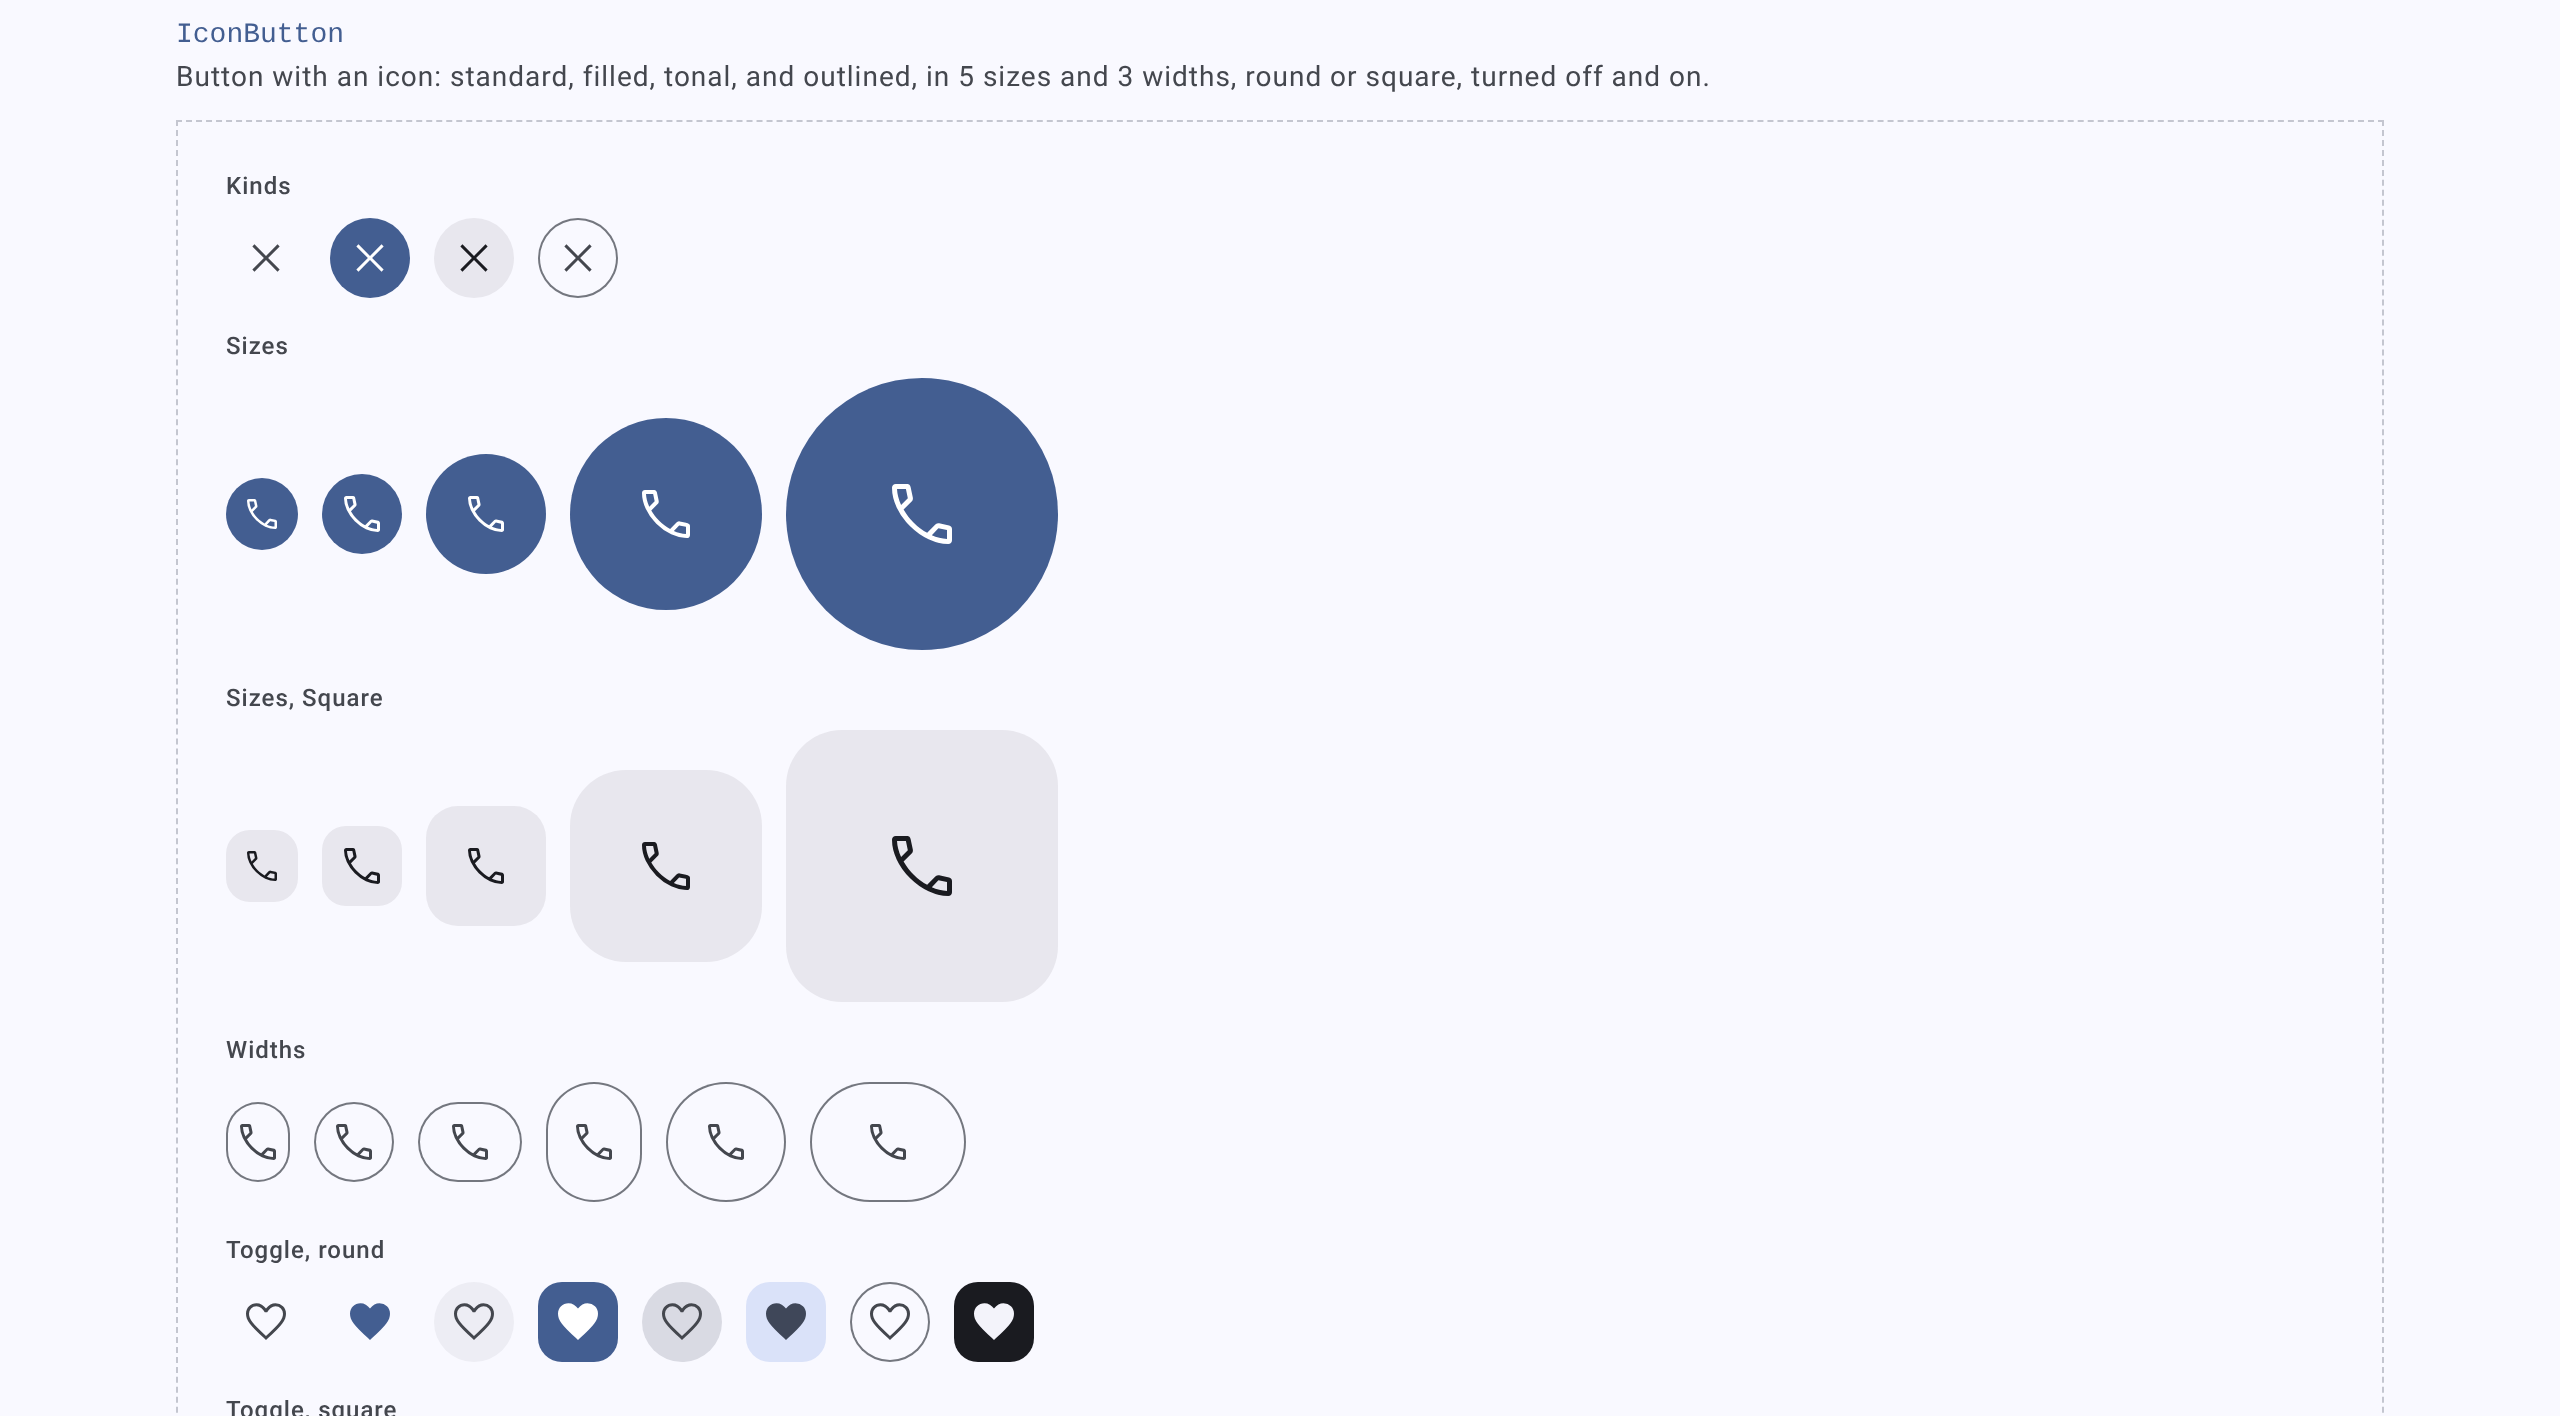 IconButton
Button with an icon: standard, filled, tonal, and outlined, in 5 sizes and 3 widths, round or square, turned off and on.
Kinds
Sizes
Sizes, Square
Widths
Toggle, round
Toggle, square